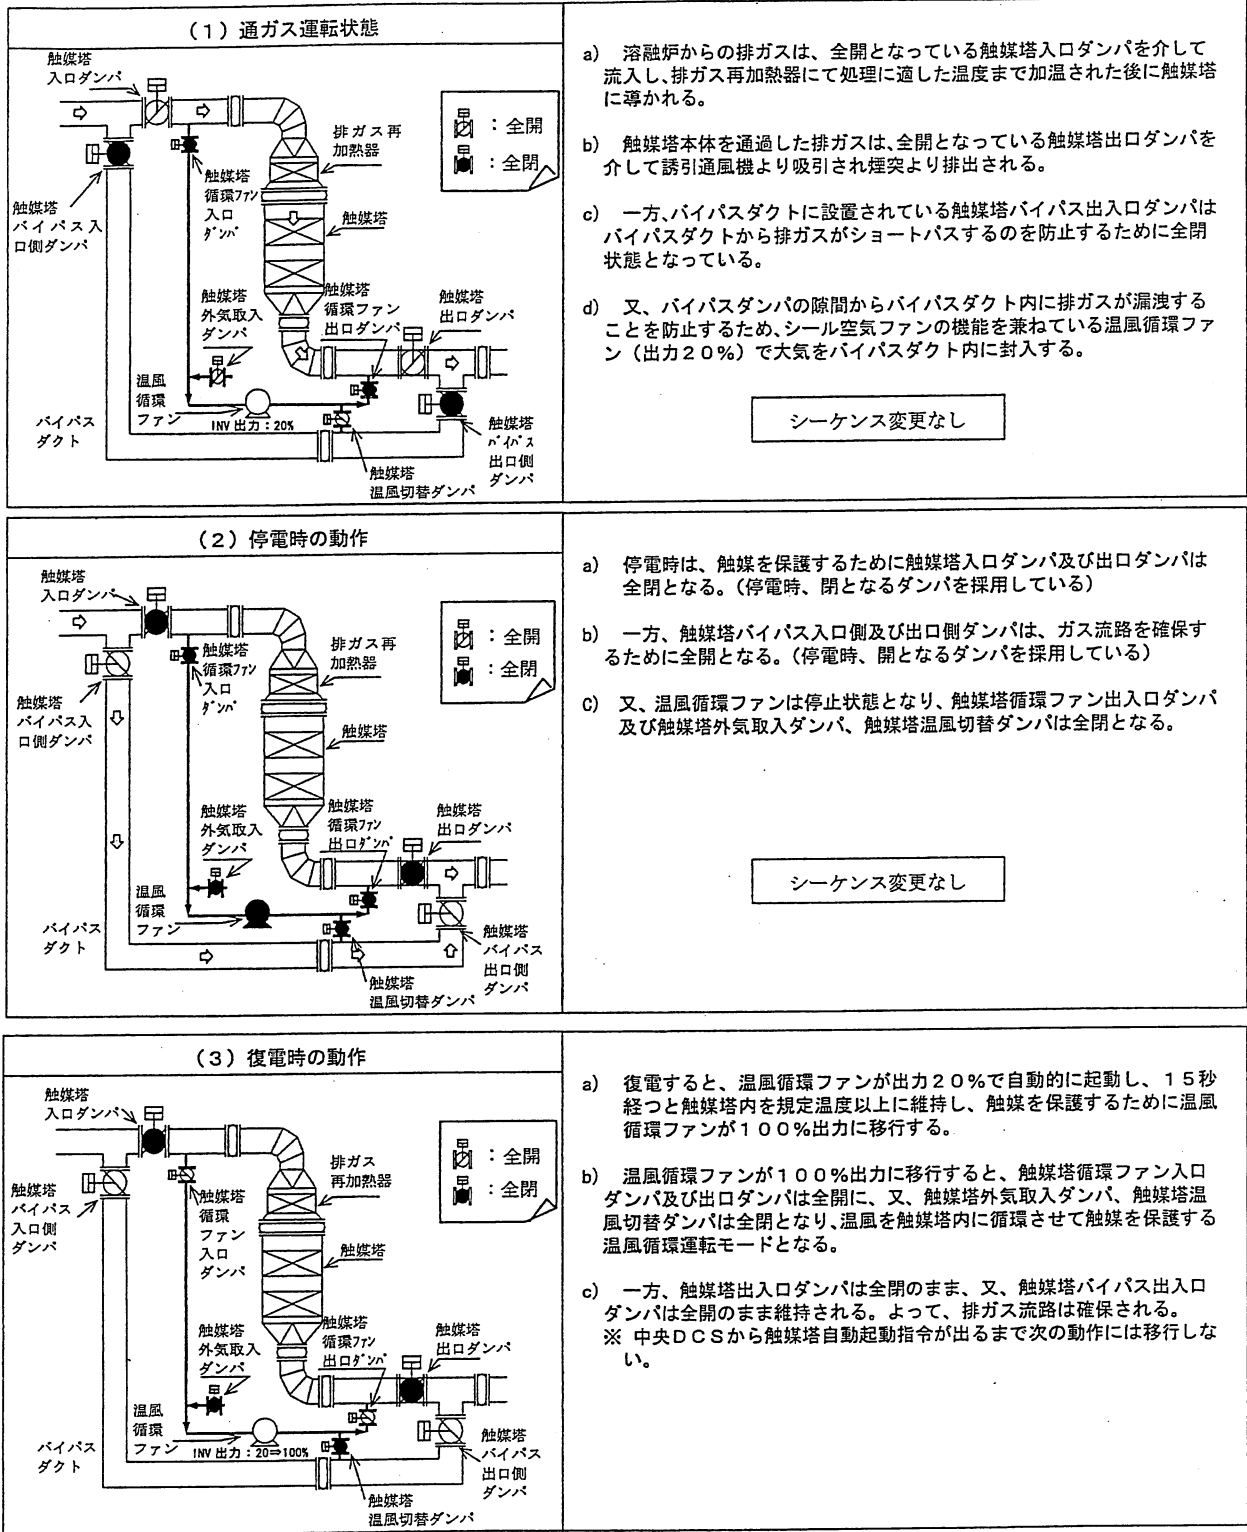 (1)通ガス運転状態
触媒塔
入口ダンパ
:全開
:全閉
排ガス再
加熱器
触媒塔
循環ファン
入口
ダンパ
触媒塔
バイパス入
口側ダンパ
触媒塔
触媒塔
外気取入
ダンパ
触媒塔
循環ファン
出口ダンパ
触媒塔
出口ダンパ
温風
循環
ファン
INV 出力:20%
バイパス
ダクト
触媒塔
バイパス
出口側
ダンパ
触媒塔
温風切替ダンパ
a) 溶融炉からの排ガスは、全開となっている触媒塔入口ダンパを介して
流入し、排ガス再加熱器にて処理に適した温度まで加温された後に触媒塔
に導かれる。
b) 触媒塔本体を通過した排ガスは、全開となっている触媒塔出口ダンパを
介して誘引通風機より吸引され煙突より排出される。
c) 一方、バイパスダクトに設置されている触媒塔バイパス出入口ダンパは
バイパスダクトから排ガスがショートパスするのを防止するために全閉
状態となっている。
d) 又、バイパスダンパの隙間からバイパスダクト内に排ガスが漏洩する
ことを防止するため、シール空気ファンの機能を兼ねている温風循環ファ
ン(出力20%)で大気をバイパスダクト内に封入する。
シーケンス変更なし
(2)停電時の動作
触媒塔
入口ダンパ
:全開
:全閉
排ガス再
加熱器
触媒塔
循環ファン
入口
ダンパ
触媒塔
バイパス入
口側ダンパ
触媒塔
触媒塔
外気取入
ダンパ
触媒塔
循環ファン
出口ダンパ
触媒塔
出口ダンパ
温風
循環
ファン
バイパス
ダクト
触媒塔
バイパス
出口側
ダンパ
触媒塔
温風切替ダンパ
a) 停電時は、触媒を保護するために触媒塔入口ダンパ及び出口ダンパは
全閉となる。(停電時、閉となるダンパを採用している)
b) 一方、触媒塔バイパス入口側及び出口側ダンパは、ガス流路を確保す
るために全開となる。(停電時、開となるダンパを採用している)
C) 又、温風循環ファンは停止状態となり、触媒塔循環ファン出入口ダンパ
及び触媒塔外気取入ダンパ、触媒塔温風切替ダンパは全閉となる。
シーケンス変更なし
(3)復電時の動作
触媒塔
入口ダンパ
:全開
:全閉
排ガス
再加熱器
触媒塔
循環
ファン
入口
ダンパ
触媒塔
バイパス
入口側
ダンパ
触媒塔
触媒塔
外気取入
ダンパ
触媒塔
循環ファン
出口ダンパ
触媒塔
出口ダンパ
温風
循環
ファン
INV 出力:20⇒100%
バイパス
ダクト
触媒塔
バイパス
出口側
ダンパ
触媒塔
温風切替ダンパ
a) 復電すると、温風循環ファンが出力20%で自動的に起動し、15秒
経つと触媒塔内を規定温度以上に維持し、触媒を保護するために温風
循環ファンが100%出力に移行する。
b) 温風循環ファンが100%出力に移行すると、触媒塔循環ファン入口
ダンパ及び出口ダンパは全開に、又、触媒塔外気取入ダンパ、触媒塔温
風切替ダンパは全閉となり、温風を触媒塔内に循環させて触媒を保護する
温風循環運転モードとなる。
c) 一方、触媒塔出入口ダンパは全閉のまま、又、触媒塔バイパス出入口
ダンパは全開のまま維持される。よって、排ガス流路は確保される。
※ 中央DCSから触媒塔自動起動指令が出るまで次の動作には移行しな
い。